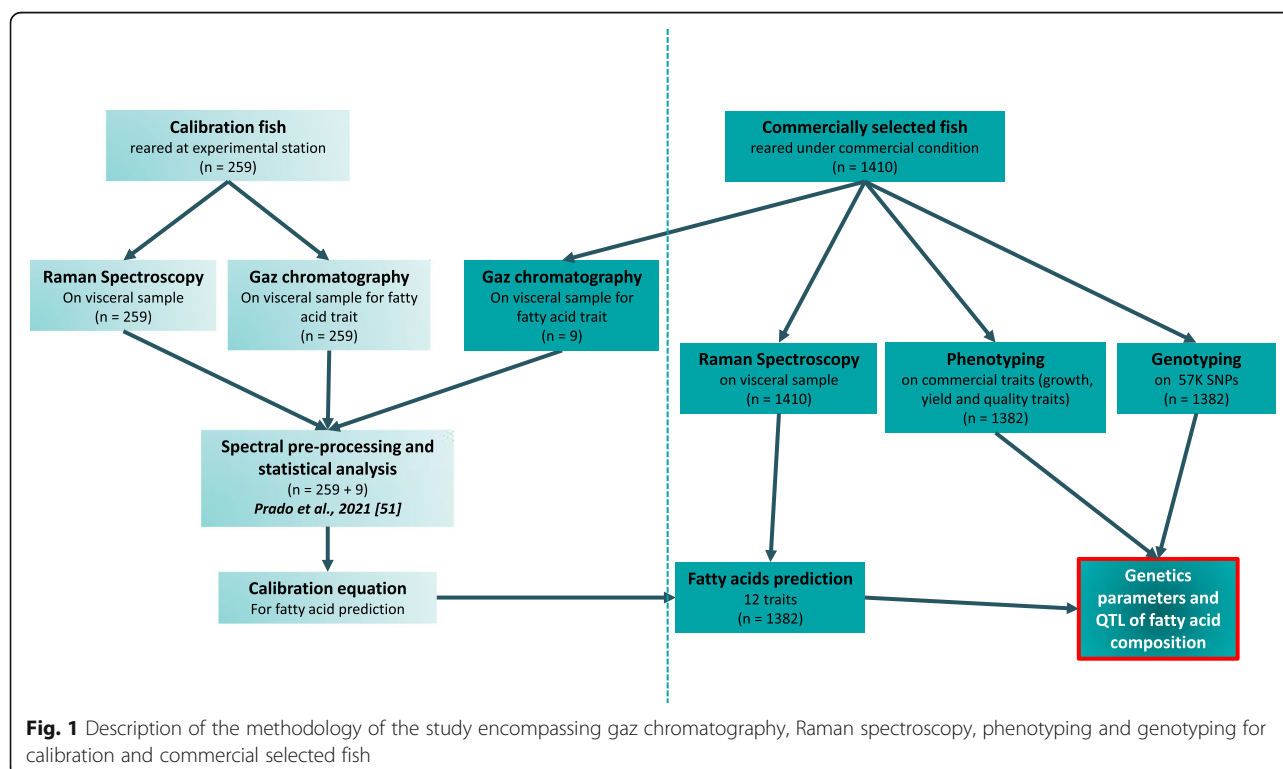 Calibration fish
reared at experimental station
(n = 259)
Commercially selected fish
reared under commercial condition
(n = 1410)
Raman Spectroscopy
On visceral sample
(n = 259)
Gaz chromatography
On visceral sample for fatty
acid trait
(n = 259)
Gaz chromatography
On visceral sample for
fatty acid trait
(n = 9)
Raman Spectroscopy
on visceral sample
(n = 1410)
Phenotyping
on commercial traits (growth,
yield and quality traits)
(n = 1382)
Genotyping
on 57K SNPs
(n = 1382)
Spectral pre-processing and
statistical analysis
(n = 259 + 9)
Prado et al., 2021 [51]
Calibration equation
For fatty acid prediction
Fatty acids prediction
12 traits
(n = 1382)
Genetics
parameters and
QTL of fatty acid
composition
Fig. 1 Description of the methodology of the study encompassing gaz chromatography, Raman spectroscopy, phenotyping and genotyping for
calibration and commercial selected fish